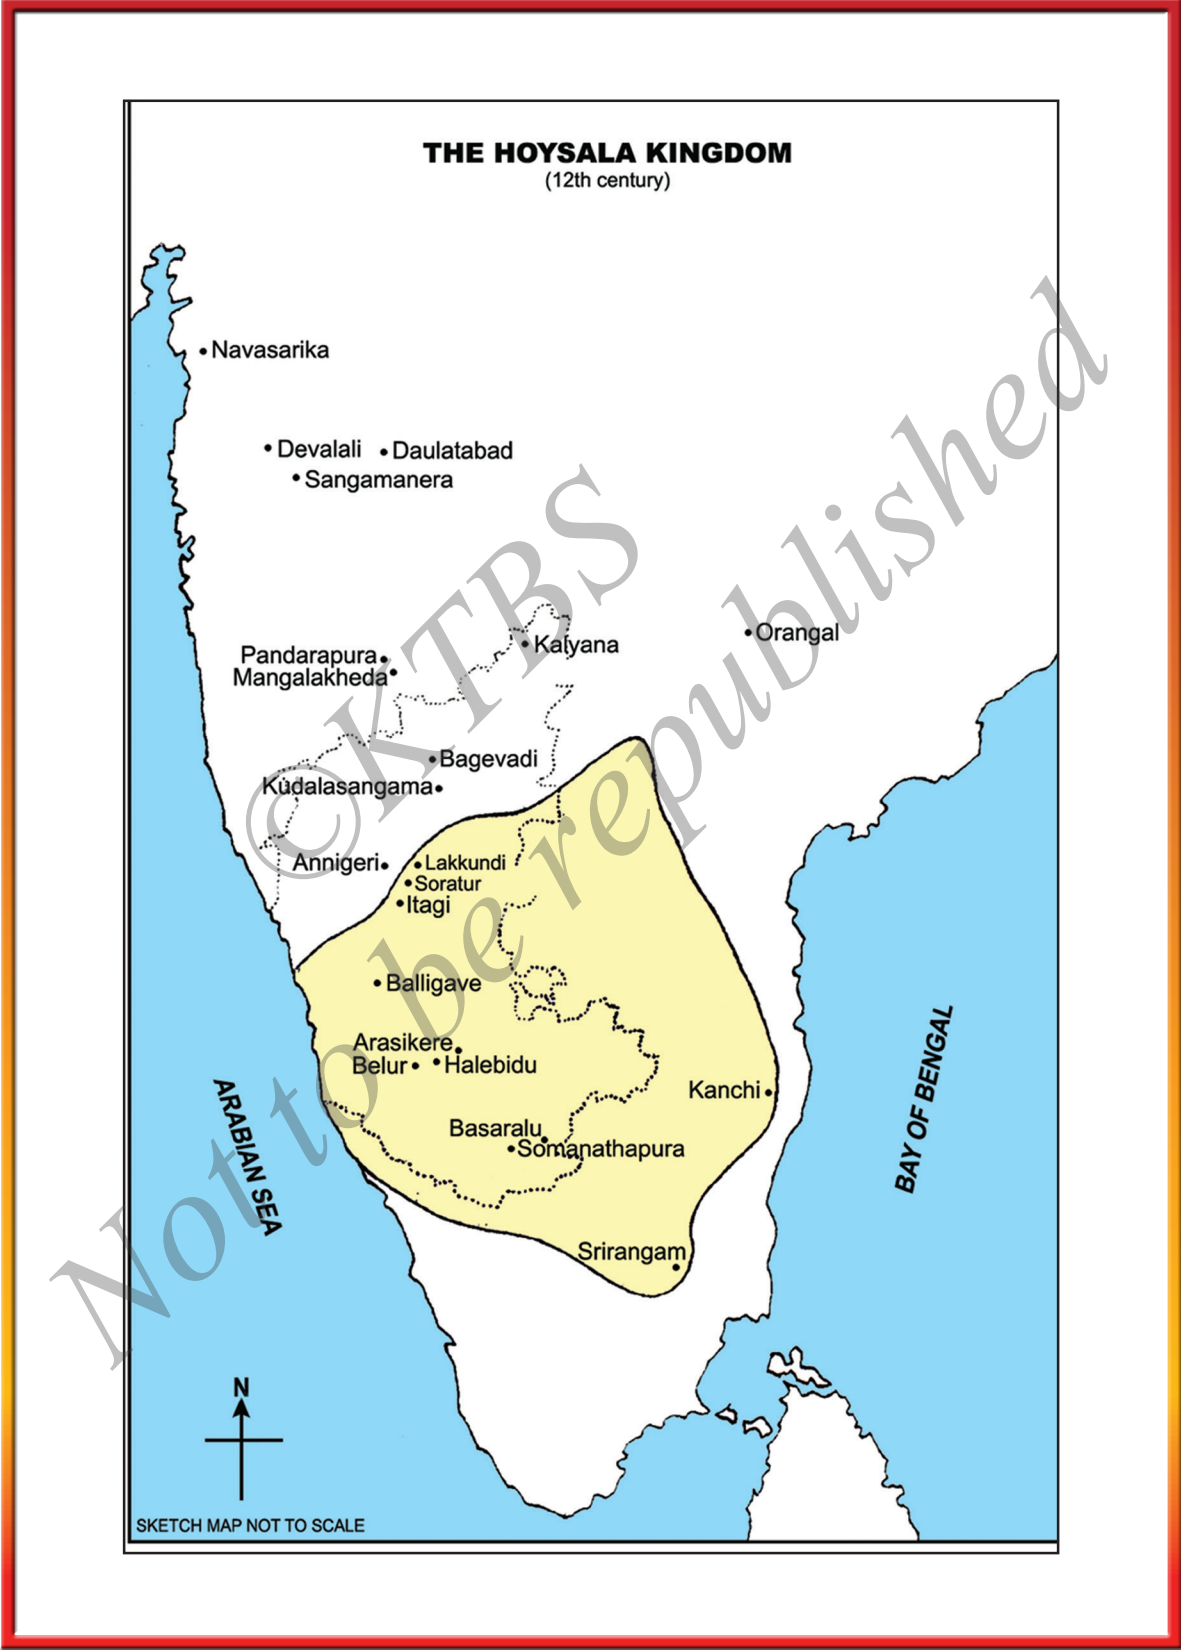 THE HOYSALA KINGDOM
(12th century)
Navasarika
Devalali
Daulatabad
Sangamanera
Orangal
Kalyana
Pandarapura
Mangalakheda
Bagevadi
Kudalasangama
Annigeri
Lakkundi
Soratur
Itagi
Balligave
Arasikere
Belur
Halebidu
Kanchi
Basaralu
Somanathapura
Srirangam
ARABIAN SEA
BAY OF BENGAL
N
SKETCH MAP NOT TO SCALE
©KTBS
Not to be republished